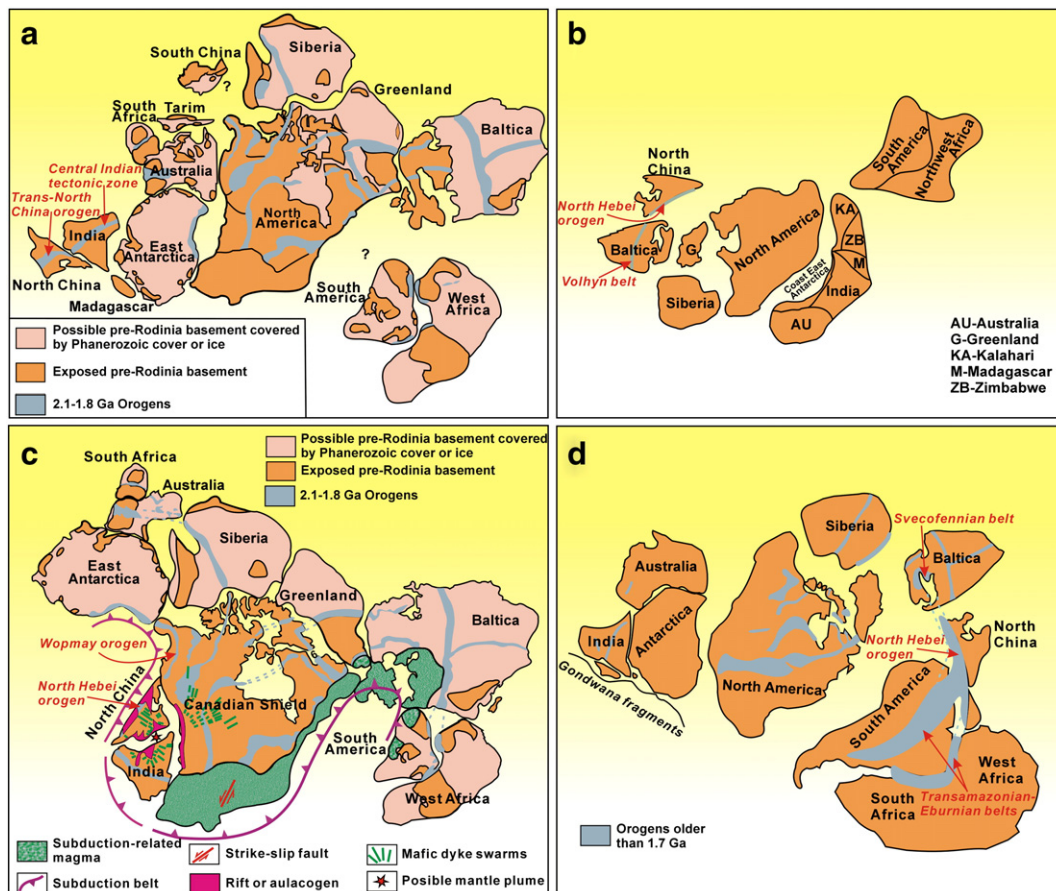 a
South China
?
Siberia
Greenland
South
Africa
Tarim
Baltica
Australia
Central Indian
tectonic zone
Trans-North
China orogen
India
North
America
East
Antarctica
North China
Madagascar
?
South
America
West
Africa
Possible pre-Rodinia basement covered
by Phanerozoic cover or ice
Exposed pre-Rodinia basement
2.1-1.8 Ga Orogens
b
North
China
South
America
Northwest
Africa
North Hebei
orogen
Baltica
G
North America
KA
ZB
M
Volhyn belt
Siberia
Coast East
Antarctica
India
AU
AU-Australia
G-Greenland
KA-Kalahari
M-Madagascar
ZB-Zimbabwe
c
Possible pre-Rodinia basement covered
by Phanerozoic cover or ice
Exposed pre-Rodinia basement
2.1-1.8 Ga Orogens
South Africa
Australia
Siberia
East
Antarctica
Greenland
Baltica
Wopmay orogen
North China
North Hebei
orogen
Canadian Shield
South
America
India
West Africa
Subduction-related
magma
Strike-slip fault
Mafic dyke swarms
Subduction belt
Rift or aulacogen
Posible mantle plume
d
Siberia
Svecofennian belt
Baltica
Australia
India
Antarctica
North
China
North Hebei
orogen
North America
Gondwana fragments
South America
West
Africa
South
Africa
Transamazonian-
Eburnian belts
Orogens older
than 1.7 Ga